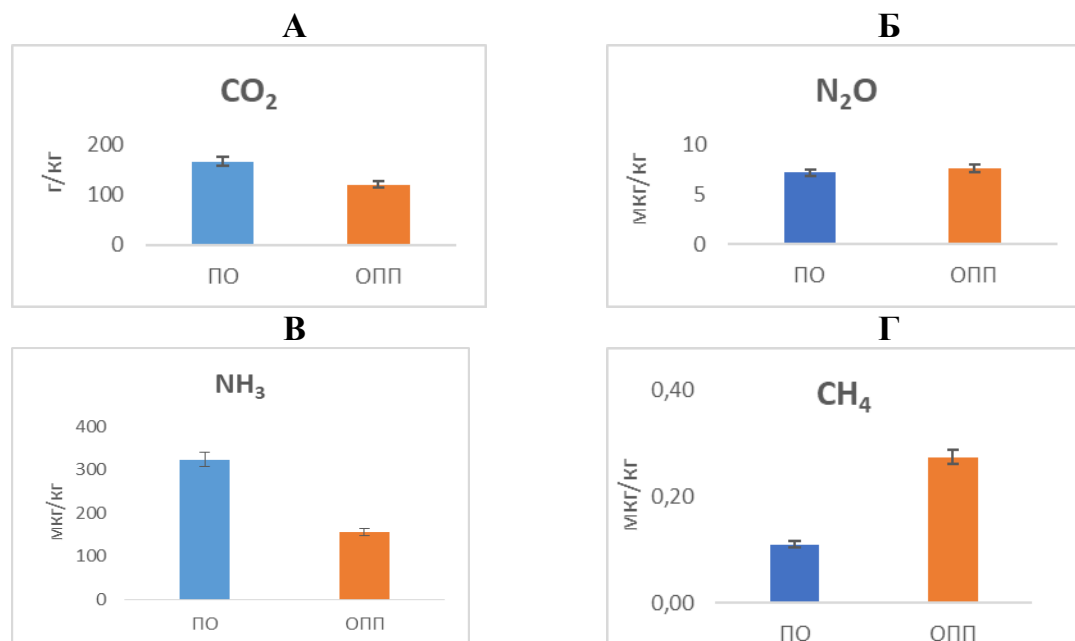 А
CO₂
г/кг
200
100
0
ПО ОПП
Б
N₂O
мкг/кг
10
5
0
ПО ОПП
В
NH₃
мкг/кг
400
300
200
100
0
ПО ОПП
Г
CH₄
мкг/кг
0,40
0,20
0,00
ПО ОПП